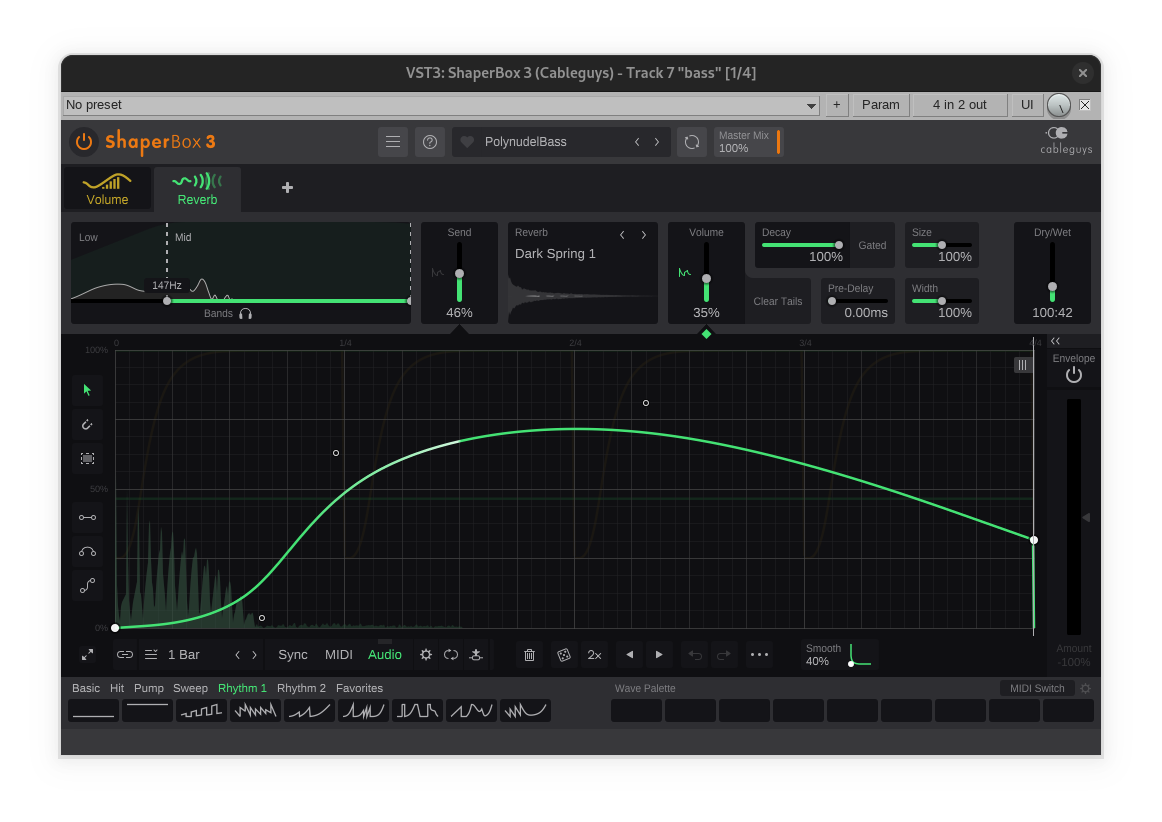 VST3: ShaperBox 3 (Cableguys) - Track 7 "bass" [1/4]
No preset
+ Param 4 in 2 out UI
ShaperBox 3
PolynudelBass
Master Mix
100%
cableguys
Volume
Reverb
Low
Mid
147Hz
Bands
Send
46%
Reverb
Dark Spring 1
Volume
35%
Decay
100%
Gated
Clear Tails
Pre-Delay
0.00ms
Size
100%
Width
100%
Dry/Wet
100:42
0 1/4 2/4 3/4 4/4
100%
50%
0%
Envelope
Amount
-100%
1 Bar
Sync MIDI Audio
2x
Smooth
40%
Basic Hit Pump Sweep Rhythm 1 Rhythm 2 Favorites
Wave Palette
MIDI Switch